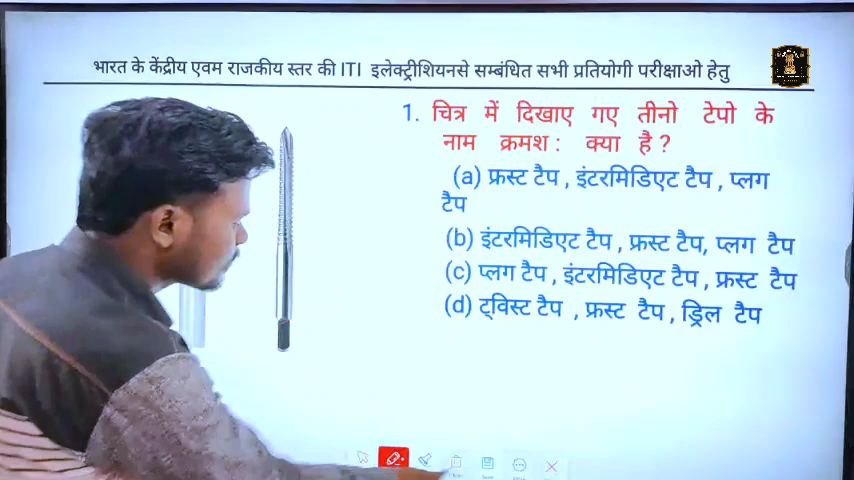 भारत के केंद्रीय एवम राजकीय स्तर की ITI इलेक्ट्रीशियनसे सम्बंधित सभी प्रतियोगी परीक्षाओ हेतु
1. चित्र में दिखाए गए तीनो टेपो के
नाम क्रमश: क्या है ?
(a) फ्रस्ट टैप , इंटरमिडिएट टैप , प्लग
टैप
(b) इंटरमिडिएट टैप , फ्रस्ट टैप, प्लग टैप
(c) प्लग टैप , इंटरमिडिएट टैप , फ्रस्ट टैप
(d) ट्विस्ट टैप , फ्रस्ट टैप , ड्रिल टैप